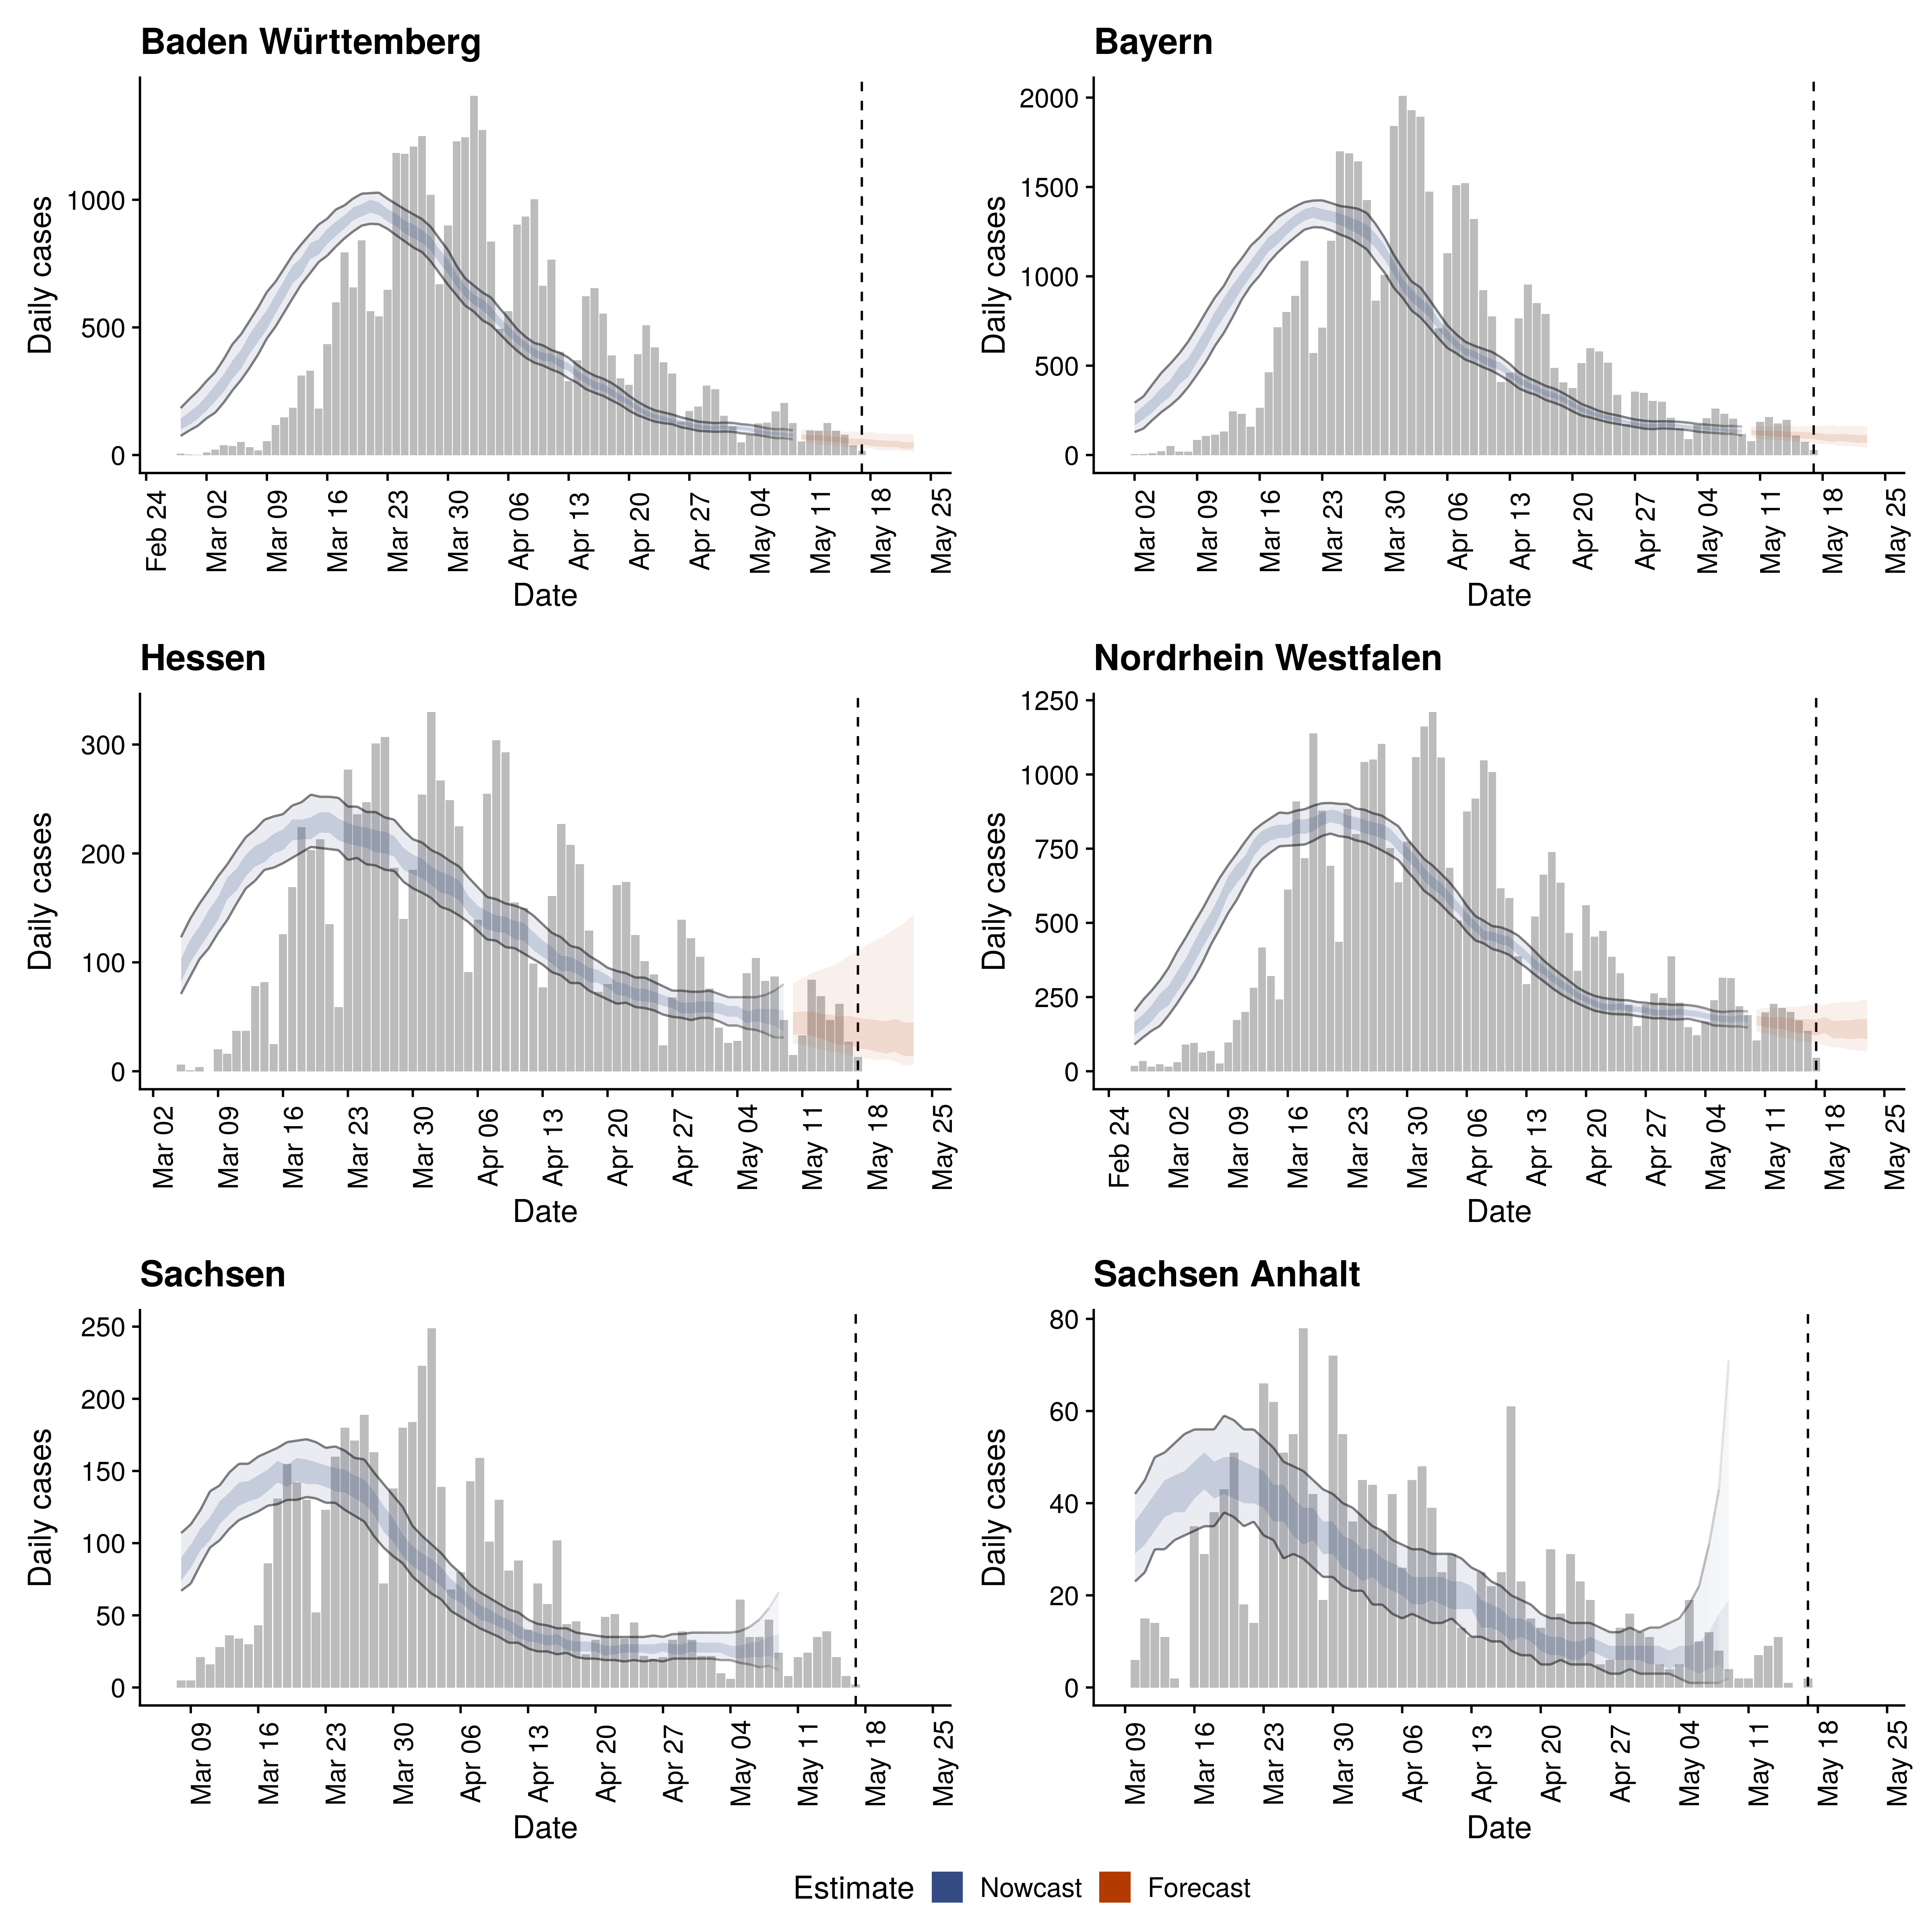 Baden Württemberg
Daily cases
1000
500
0
Feb 24
Mar 02
Mar 09
Mar 16
Mar 23
Mar 30
Apr 06
Apr 13
Apr 20
Apr 27
May 04
May 11
May 18
May 25
Date
Bayern
Daily cases
2000
1500
1000
500
0
Mar 02
Mar 09
Mar 16
Mar 23
Mar 30
Apr 06
Apr 13
Apr 20
Apr 27
May 04
May 11
May 18
May 25
Date
Hessen
Daily cases
300
200
100
0
Mar 02
Mar 09
Mar 16
Mar 23
Mar 30
Apr 06
Apr 13
Apr 20
Apr 27
May 04
May 11
May 18
May 25
Date
Nordrhein Westfalen
Daily cases
1250
1000
750
500
250
0
Feb 24
Mar 02
Mar 09
Mar 16
Mar 23
Mar 30
Apr 06
Apr 13
Apr 20
Apr 27
May 04
May 11
May 18
May 25
Date
Sachsen
Daily cases
250
200
150
100
50
0
Mar 09
Mar 16
Mar 23
Mar 30
Apr 06
Apr 13
Apr 20
Apr 27
May 04
May 11
May 18
May 25
Date
Sachsen Anhalt
Daily cases
80
60
40
20
0
Mar 09
Mar 16
Mar 23
Mar 30
Apr 06
Apr 13
Apr 20
Apr 27
May 04
May 11
May 18
May 25
Date
Estimate Nowcast Forecast